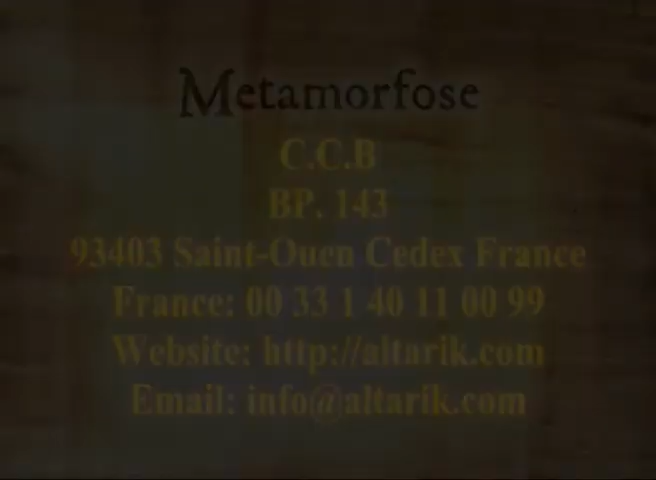 Metamorfose
C.C.B
BP. 143
93403 Saint-Ouen Cedex France
France: 00 33 1 40 11 00 99
Website: http://altarik.com
Email: info@altarik.com